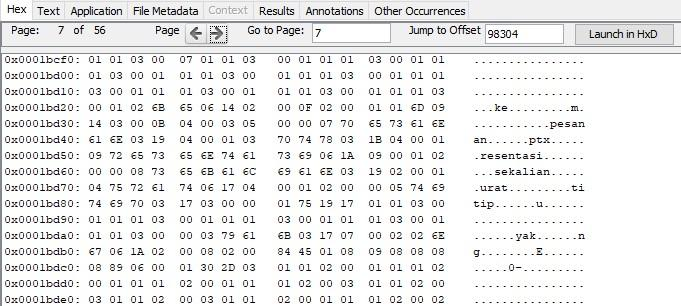 Hex Text Application File Metadata Context Results Annotations Other Occurrences
Page: 7 of 56 Page Go to Page: 7 Jump to Offset 98304 Launch in HxD
0x0001bcf0: 01 01 03 00 07 01 01 03 00 01 01 01 03 00 01 01 ................
0x0001bd00: 01 03 00 01 01 01 03 00 01 01 03 00 01 01 01 03 ................
0x0001bd10: 03 00 01 01 01 03 00 01 01 01 03 00 01 01 03 01 ................
0x0001bd20: 00 01 02 6B 65 06 14 02 00 0F 02 00 01 01 6D 09 ...ke.........m.
0x0001bd30: 14 03 00 0B 04 00 03 05 00 00 07 70 65 73 61 6E ...........pesan
0x0001bd40: 61 6E 03 19 04 00 01 03 70 74 78 03 1B 04 00 01 an......ptx.....
0x0001bd50: 09 72 65 73 65 6E 74 61 73 69 06 1A 09 00 01 02 .resentasi......
0x0001bd60: 00 00 08 73 65 6B 61 6C 69 61 6E 03 19 02 00 01 ...sekalian.....
0x0001bd70: 04 75 72 61 74 06 17 04 00 01 02 00 00 05 74 69 .urat.........ti
0x0001bd80: 74 69 70 03 17 03 00 00 01 75 19 17 01 01 03 00 tip......u......
0x0001bd90: 01 01 03 00 01 01 01 03 00 01 01 01 03 00 01 ................
0x0001bda0: 01 01 03 00 00 03 79 61 6B 03 17 07 00 02 02 6E ......yak......n
0x0001bdb0: 67 06 1A 02 00 08 02 00 84 45 01 08 09 08 08 08 g........E......
0x0001bdc0: 08 89 06 00 01 30 2D 03 01 01 02 00 01 01 02 02 .....0-.........
0x0001bdd0: 00 01 01 01 02 00 01 01 02 00 01 01 01 02 00 01 ................
0x0001bde0: 03 01 01 02 00 03 01 01 02 00 01 01 01 02 00 02